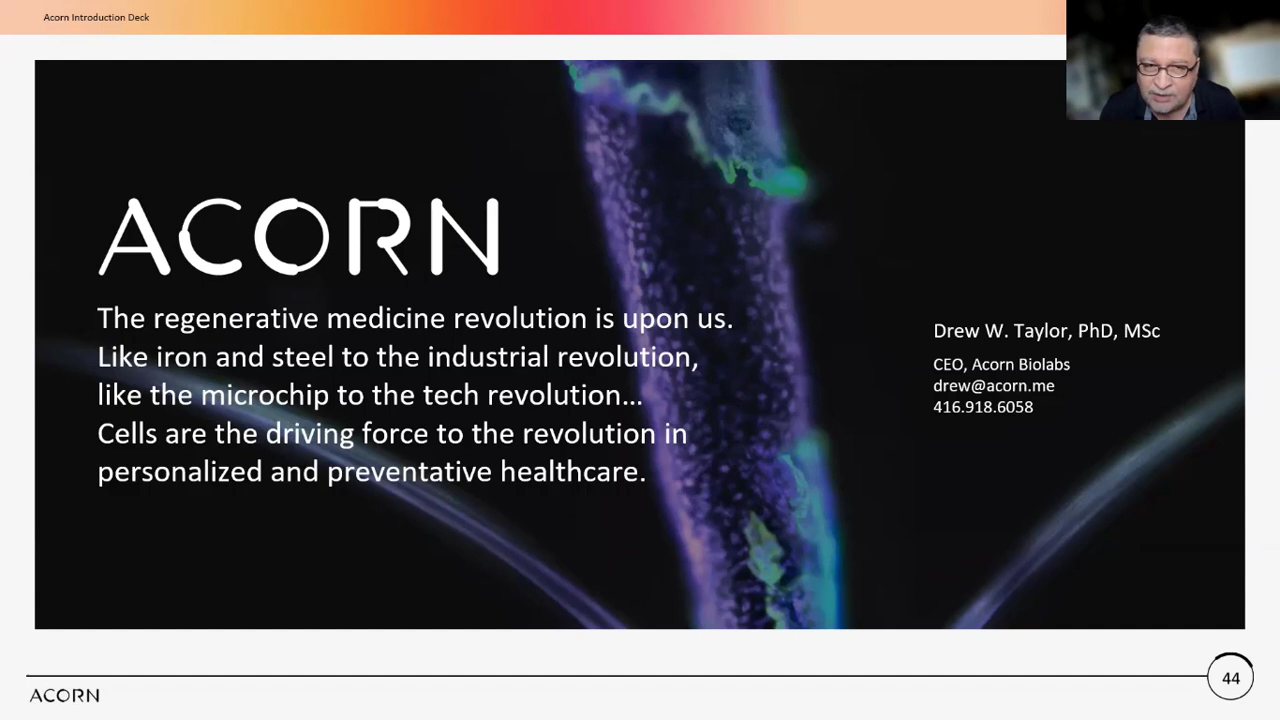 Acorn Introduction Deck
ACORN
The regenerative medicine revolution is upon us.
Like iron and steel to the industrial revolution,
like the microchip to the tech revolution...
Cells are the driving force to the revolution in
personalized and preventative healthcare.
Drew W. Taylor, PhD, MSc
CEO, Acorn Biolabs
drew@acorn.me
416.918.6058
ACORN
44